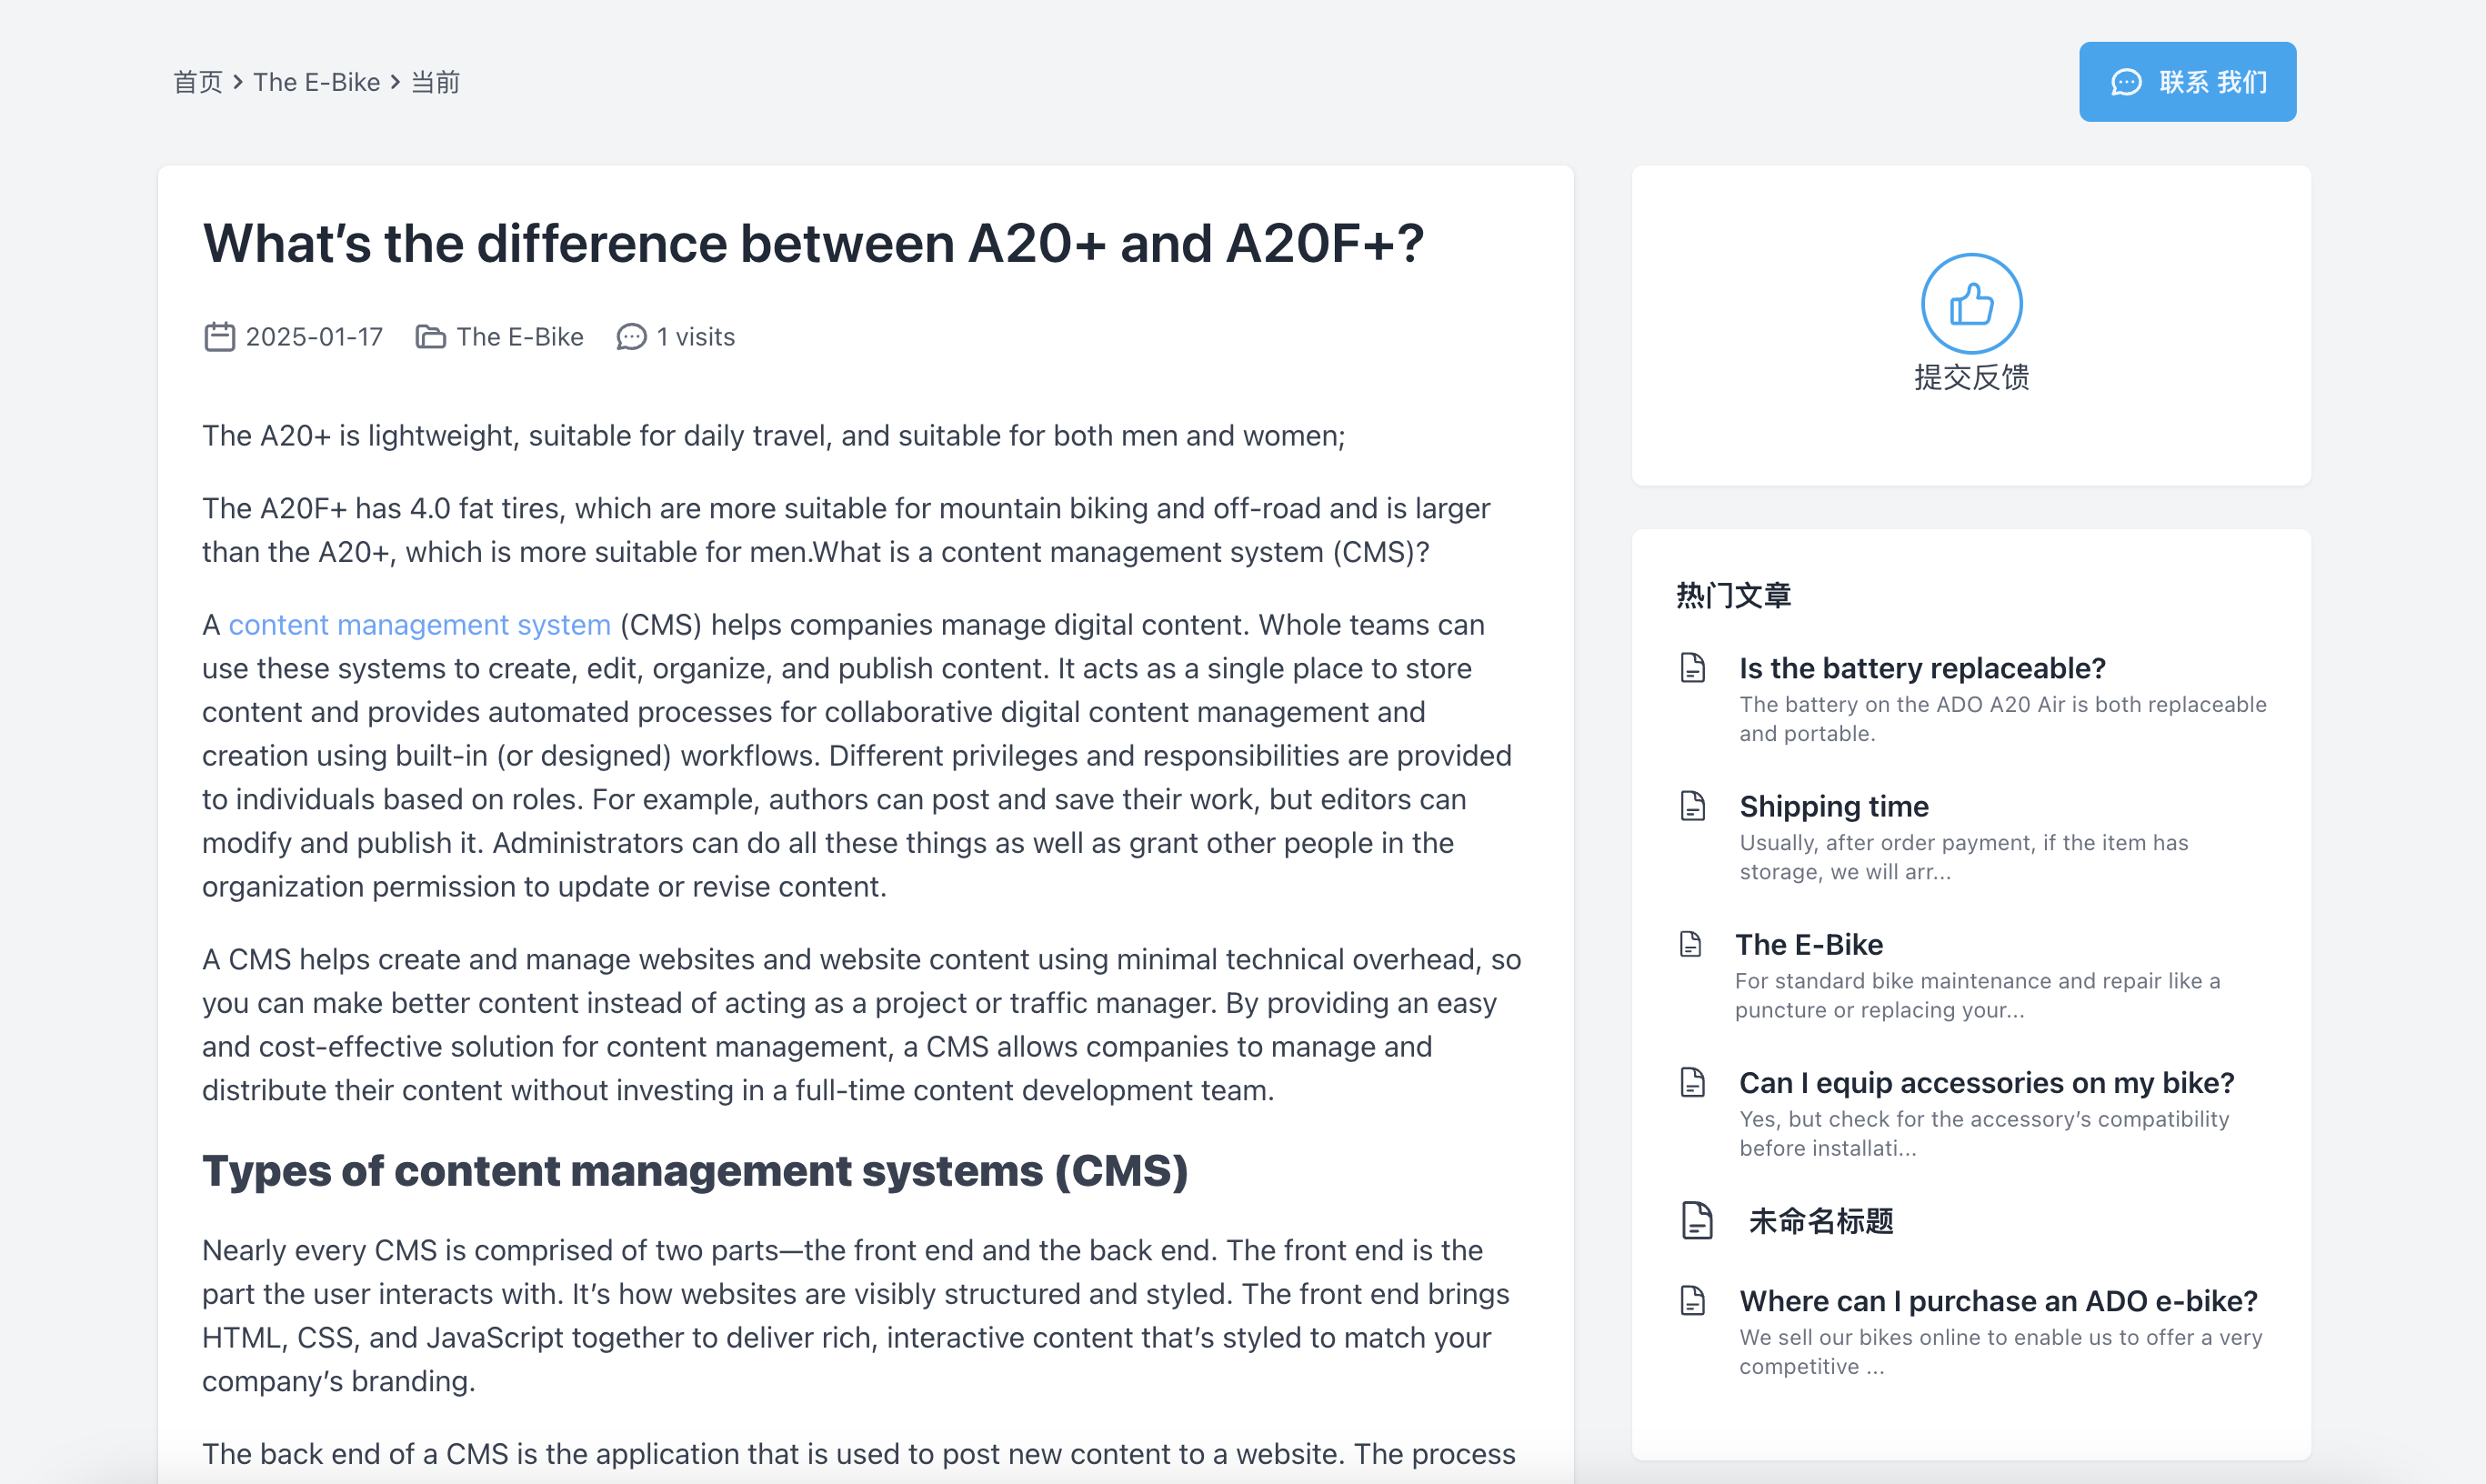 首页 > The E-Bike > 当前
联系 我们
What’s the difference between A20+ and A20F+?
2025-01-17 The E-Bike 1 visits
The A20+ is lightweight, suitable for daily travel, and suitable for both men and women;
The A20F+ has 4.0 fat tires, which are more suitable for mountain biking and off-road and is larger
than the A20+, which is more suitable for men.What is a content management system (CMS)?
A content management system (CMS) helps companies manage digital content. Whole teams can
use these systems to create, edit, organize, and publish content. It acts as a single place to store
content and provides automated processes for collaborative digital content management and
creation using built-in (or designed) workflows. Different privileges and responsibilities are provided
to individuals based on roles. For example, authors can post and save their work, but editors can
modify and publish it. Administrators can do all these things as well as grant other people in the
organization permission to update or revise content.
A CMS helps create and manage websites and website content using minimal technical overhead, so
you can make better content instead of acting as a project or traffic manager. By providing an easy
and cost-effective solution for content management, a CMS allows companies to manage and
distribute their content without investing in a full-time content development team.
Types of content management systems (CMS)
Nearly every CMS is comprised of two parts—the front end and the back end. The front end is the
part the user interacts with. It’s how websites are visibly structured and styled. The front end brings
HTML, CSS, and JavaScript together to deliver rich, interactive content that’s styled to match your
company’s branding.
The back end of a CMS is the application that is used to post new content to a website. The process
提交反馈
热门文章
Is the battery replaceable?
The battery on the ADO A20 Air is both replaceable
and portable.
Shipping time
Usually, after order payment, if the item has
storage, we will arr...
The E-Bike
For standard bike maintenance and repair like a
puncture or replacing your...
Can I equip accessories on my bike?
Yes, but check for the accessory’s compatibility
before installati...
未命名标题
Where can I purchase an ADO e-bike?
We sell our bikes online to enable us to offer a very
competitive ...